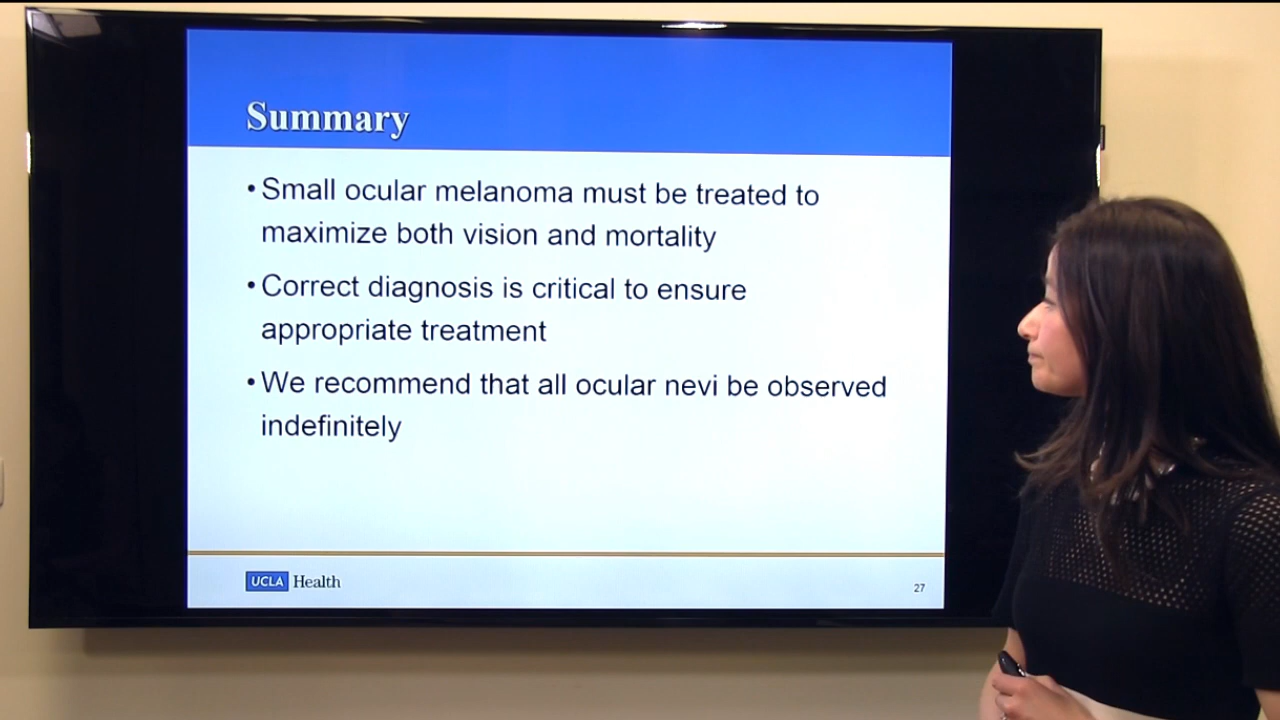 Summary
• Small ocular melanoma must be treated to
maximize both vision and mortality
• Correct diagnosis is critical to ensure
appropriate treatment
• We recommend that all ocular nevi be observed
indefinitely
UCLA Health
27